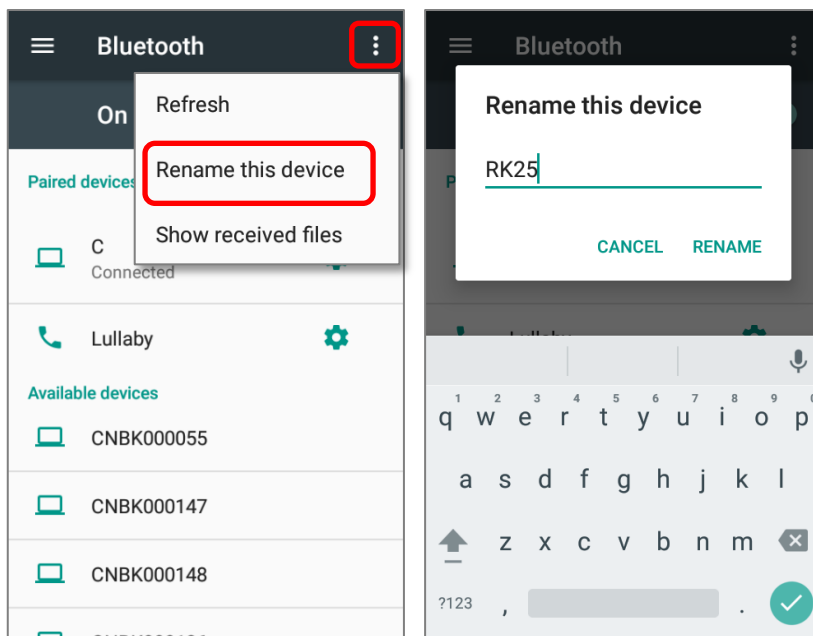 Bluetooth
On
Refresh
Rename this device
Show received files
Paired devices
C
Connected
Lullaby
Available devices
CNBK000055
CNBK000147
CNBK000148
Bluetooth
Rename this device
RK25
CANCEL RENAME
1 2 3 4 5 6 7 8 9 0
q w e r t y u i o p
a s d f g h j k l
z x c v b n m
?123 , .